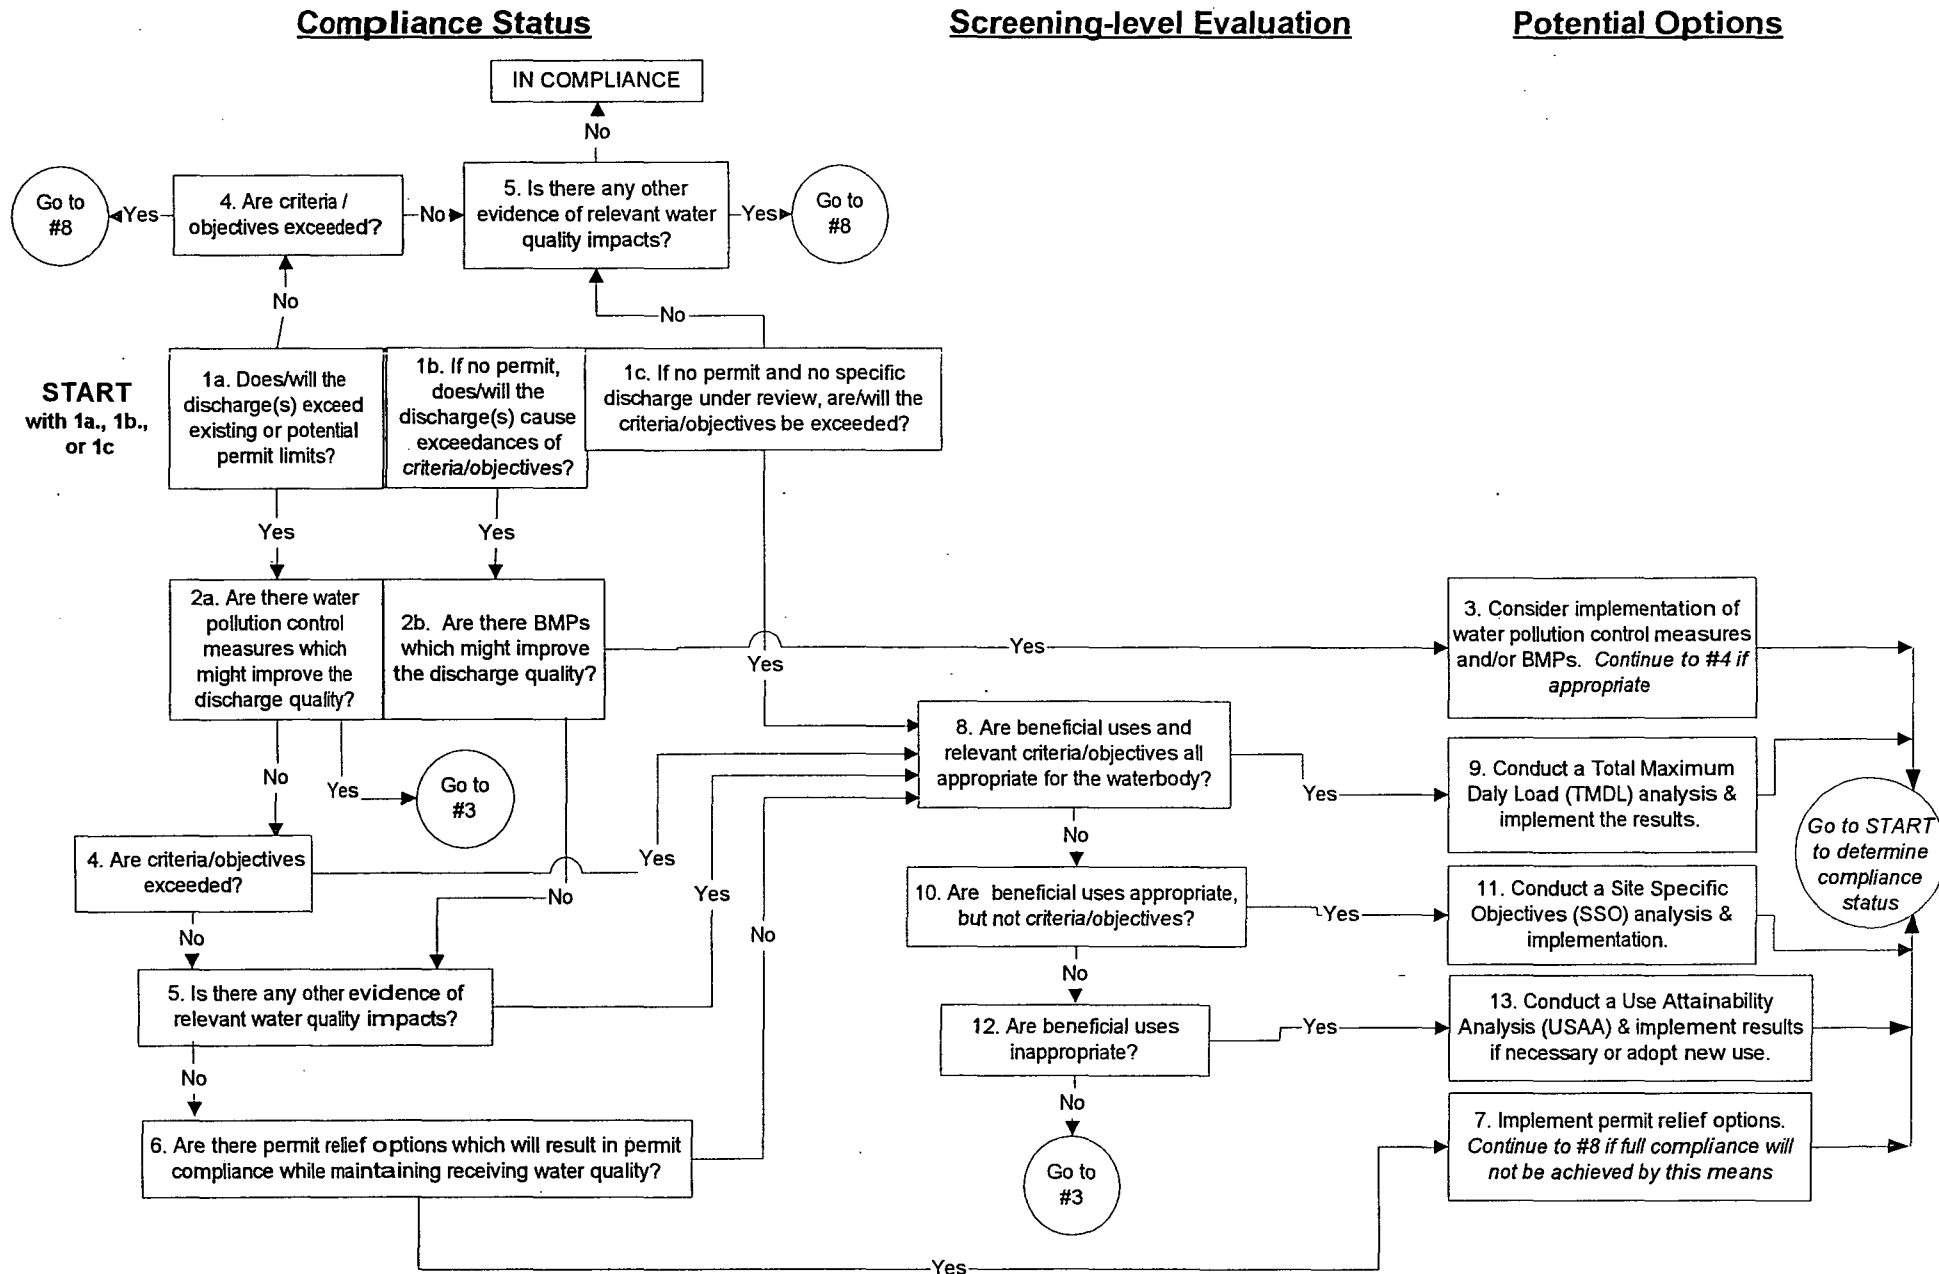 Compliance Status
Screening-level Evaluation
Potential Options
IN COMPLIANCE
No
Go to
#8
Yes
4. Are criteria /
objectives exceeded?
No
5. Is there any other
evidence of relevant water
quality impacts?
Yes
Go to
#8
No
No
START
with 1a., 1b.,
or 1c
1a. Does/will the
discharge(s) exceed
existing or potential
permit limits?
1b. If no permit,
does/will the
discharge(s) cause
exceedances of
criteria/objectives?
1c. If no permit and no specific
discharge under review, are/will the
criteria/objectives be exceeded?
Yes
Yes
Yes
2a. Are there water
pollution control
measures which
might improve the
discharge quality?
2b. Are there BMPs
which might improve
the discharge quality?
Yes
3. Consider implementation of
water pollution control measures
and/or BMPs. Continue to #4 if
appropriate
No
Yes
Go to
#3
8. Are beneficial uses and
relevant criteria/objectives all
appropriate for the waterbody?
Yes
9. Conduct a Total Maximum
Daly Load (TMDL) analysis &
implement the results.
Go to START
to determine
compliance
status
No
4. Are criteria/objectives
exceeded?
Yes
No
Yes
No
10. Are beneficial uses appropriate,
but not criteria/objectives?
Yes
11. Conduct a Site Specific
Objectives (SSO) analysis &
implementation.
No
No
5. Is there any other evidence of
relevant water quality impacts?
12. Are beneficial uses
inappropriate?
Yes
13. Conduct a Use Attainability
Analysis (USAA) & implement results
if necessary or adopt new use.
No
No
6. Are there permit relief options which will result in permit
compliance while maintaining receiving water quality?
Go to
#3
7. Implement permit relief options.
Continue to #8 if full compliance will
not be achieved by this means
Yes